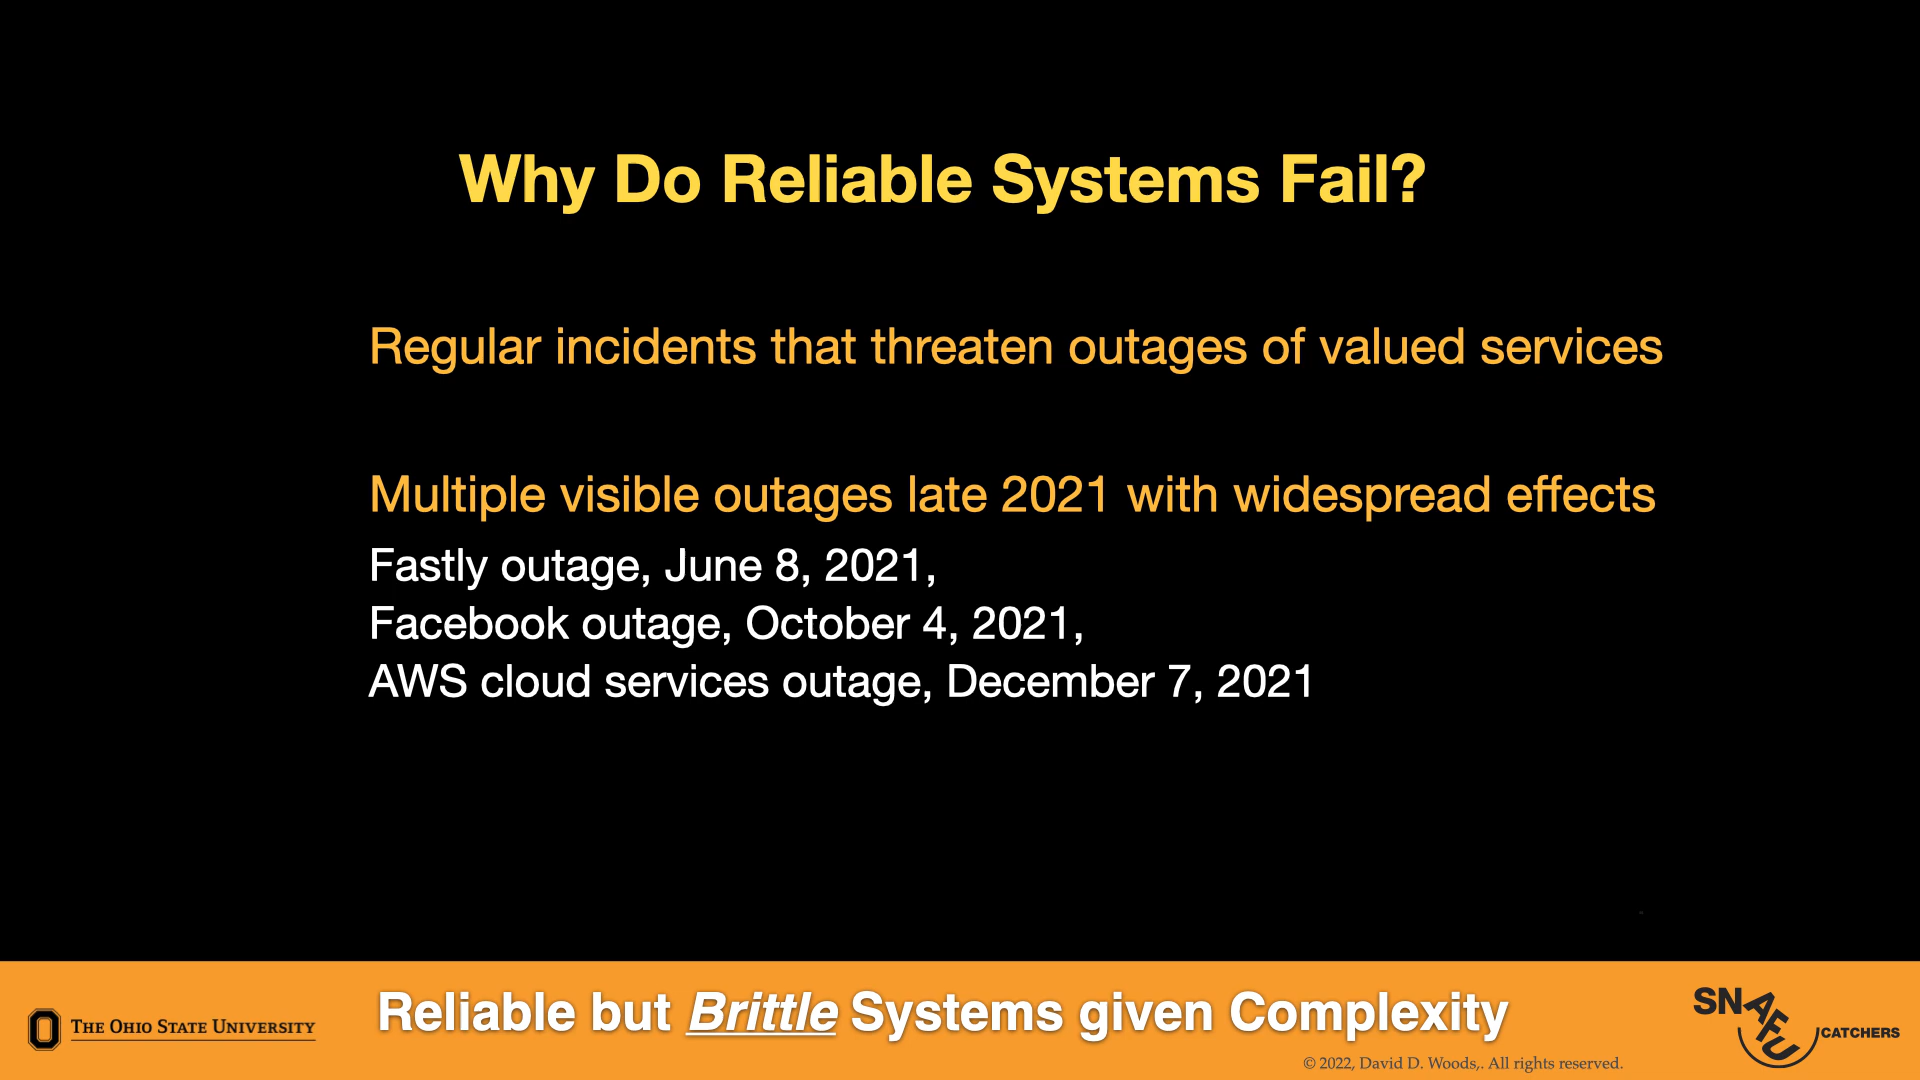 Why Do Reliable Systems Fail?
Regular incidents that threaten outages of valued services
Multiple visible outages late 2021 with widespread effects
Fastly outage, June 8, 2021,
Facebook outage, October 4, 2021,
AWS cloud services outage, December 7, 2021
Reliable but Brittle Systems given Complexity
THE OHIO STATE UNIVERSITY
SNAFU CATCHERS
© 2022, David D. Woods,. All rights reserved.